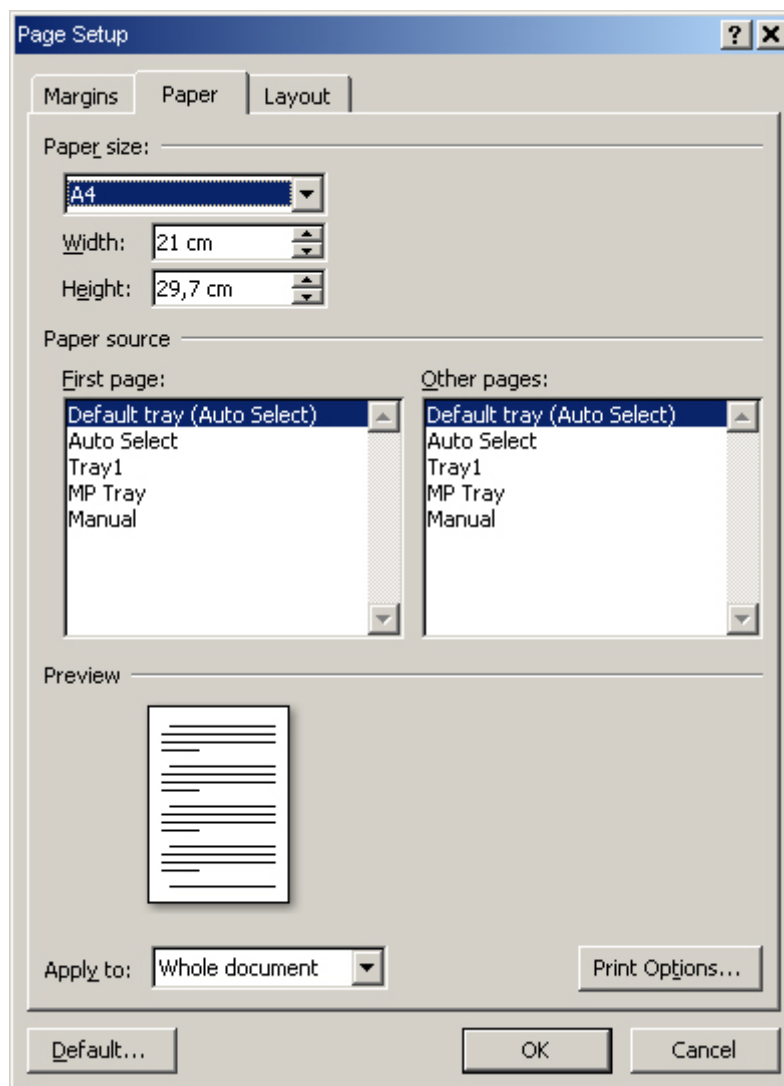 Page Setup
Margins Paper Layout
Paper size:
A4
Width: 21 cm
Height: 29,7 cm
Paper source
First page:
Default tray (Auto Select)
Auto Select
Tray1
MP Tray
Manual
Other pages:
Default tray (Auto Select)
Auto Select
Tray1
MP Tray
Manual
Preview
Apply to: Whole document
Print Options...
Default... OK Cancel